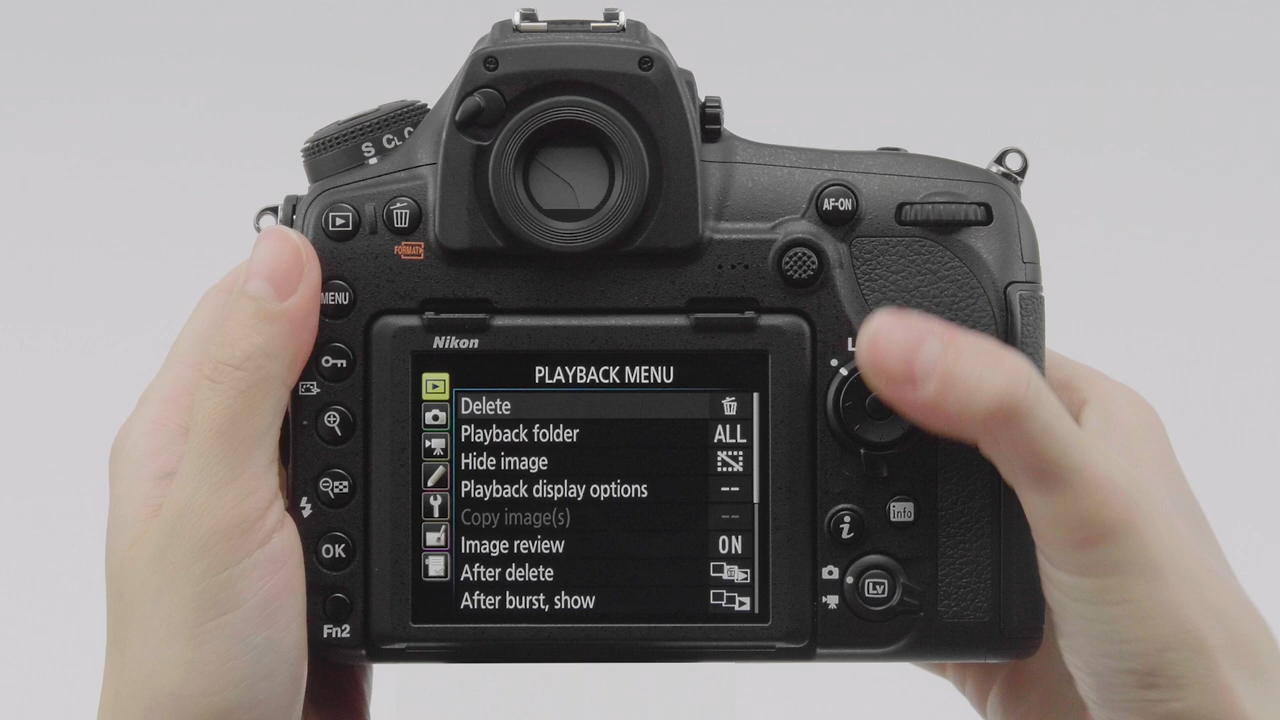 S CL C
AF-ON
FORMAT
MENU
Nikon
L
PLAYBACK MENU
Delete
Playback folder ALL
Hide image
Playback display options --
Copy image(s) --
Image review ON
After delete
After burst, show
info
i
OK
Lv
Fn2